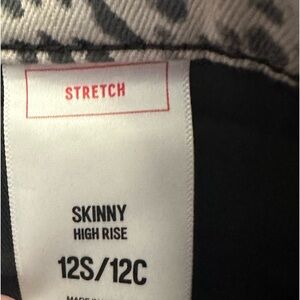 STRETCH
SKINNY
HIGH RISE
12S/12C